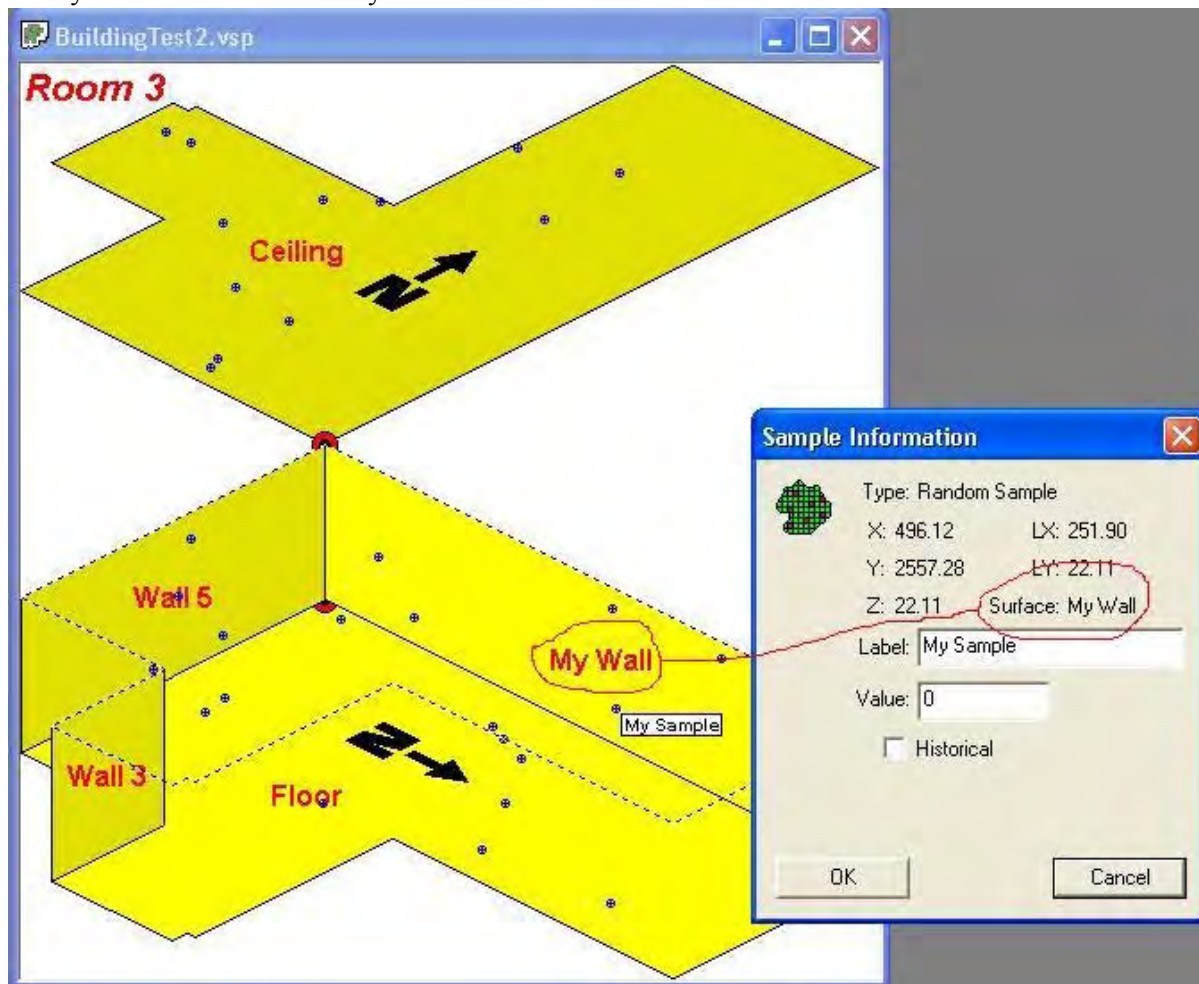 BuildingTest2.vsp
Room 3
Ceiling
N
Wall 5
My Wall
My Sample
N
Wall 3
Floor
Sample Information
Type: Random Sample
X: 496.12 LX: 251.90
Y: 2557.28 LY: 22.11
Z: 22.11 Surface: My Wall
Label: My Sample
Value: 0
Historical
OK Cancel